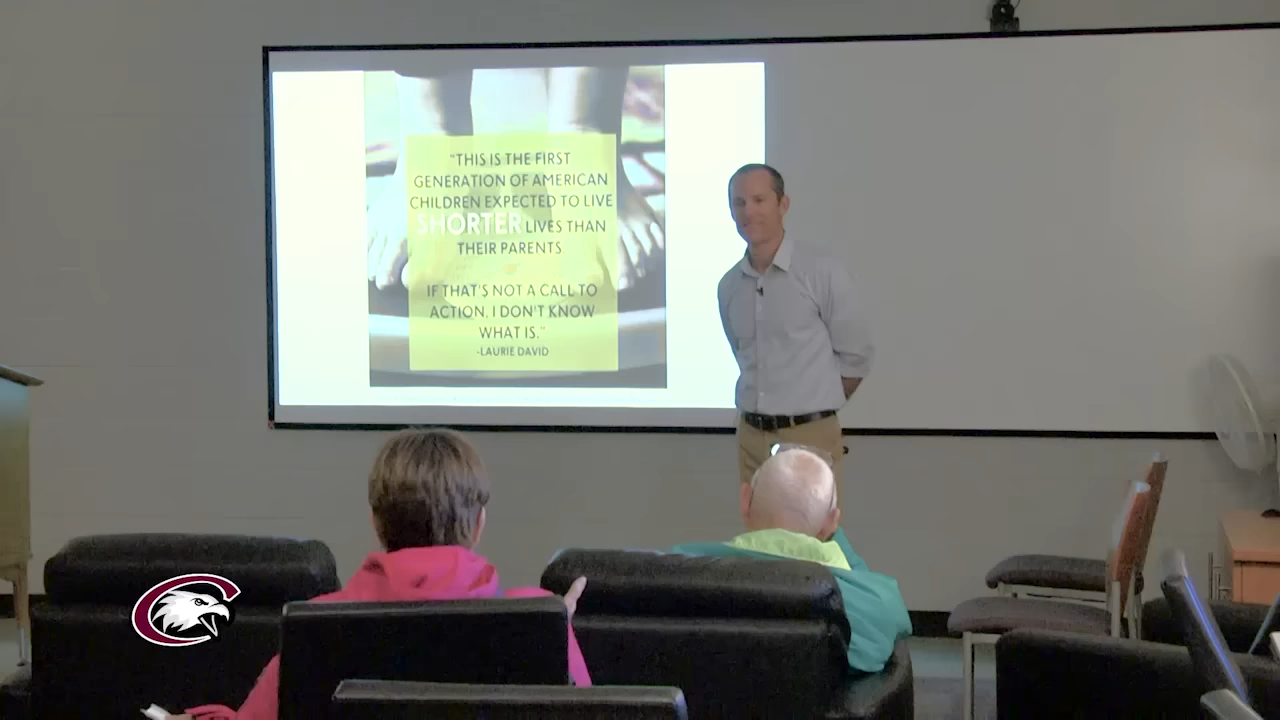 "THIS IS THE FIRST
GENERATION OF AMERICAN
CHILDREN EXPECTED TO LIVE
SHORTER LIVES THAN
THEIR PARENTS
IF THAT'S NOT A CALL TO
ACTION, I DON'T KNOW
WHAT IS."
-LAURIE DAVID
C